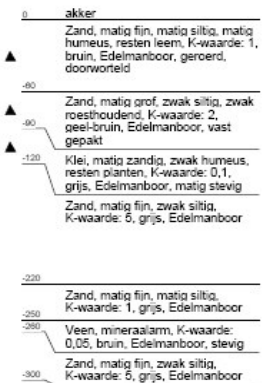 0 akker
Zand, matig fijn, matig siltig, matig
humeus, resten leem, K-waarde: 1,
bruin, Edelmanboor, geroerd,
doorworteld
-80
Zand, matig grof, zwak siltig, zwak
roesthoudend, K-waarde: 2,
geel-bruin, Edelmanboor, vast
gepakt
-90
Klei, matig zandig, zwak humeus,
resten planten, K-waarde: 0,1,
grijs, Edelmanboor, matig stevig
-120
Zand, matig fijn, zwak siltig,
K-waarde: 5, grijs, Edelmanboor
-220
Zand, matig fijn, matig siltig,
K-waarde: 1, grijs, Edelmanboor
-250
Veen, mineraalarm, K-waarde:
0,05, bruin, Edelmanboor, stevig
-260
Zand, matig fijn, zwak siltig,
K-waarde: 5, grijs, Edelmanboor
-300